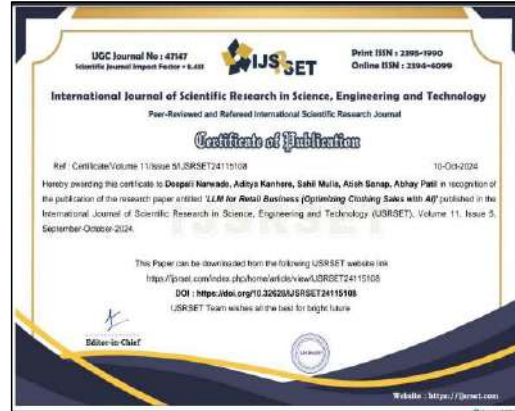 UGC Journal No : 47147
Scientific Journal Impact Factor =
IJSRSET
Print ISSN : 2395-1990
Online ISSN : 2394-4099
International Journal of Scientific Research in Science, Engineering and Technology
Peer-Reviewed and Refereed International Scientific Research Journal
Certificate of Publication
Ref : Certificate/Volume 11/Issue 5/IJSRSET24115108
10-Oct-2024
Hereby awarding this certificate to Deepali Narwade, Aditya Kanhere, Sahil Mulla, Atish Sanap, Abhay Patil in recognition of
the publication of the research paper entitled 'LLM for Retail Business (Optimizing Clothing Sales with AI)' published in the
International Journal of Scientific Research in Science, Engineering and Technology (IJSRSET), Volume 11, Issue 5,
September-October-2024.
This Paper can be downloaded from the following IJSRSET website link
https://ijsrset.com/index.php/home/article/view/IJSRSET24115108
DOI : https://doi.org/10.32628/IJSRSET24115108
IJSRSET Team wishes all the best for bright future
Editor-in-Chief
Website : https://ijsrset.com